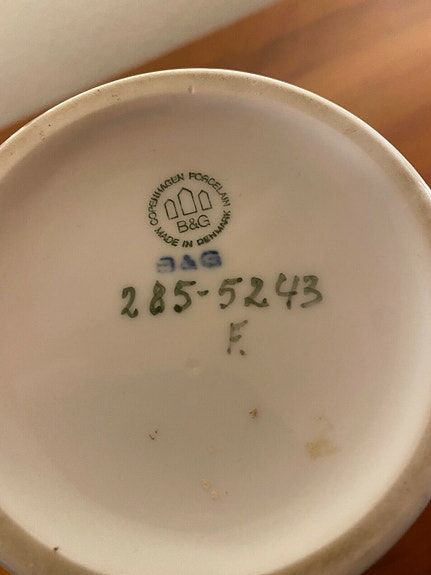 COPENHAGEN PORCELAIN
B&G
MADE IN DENMARK
B&G
285-5243
F.